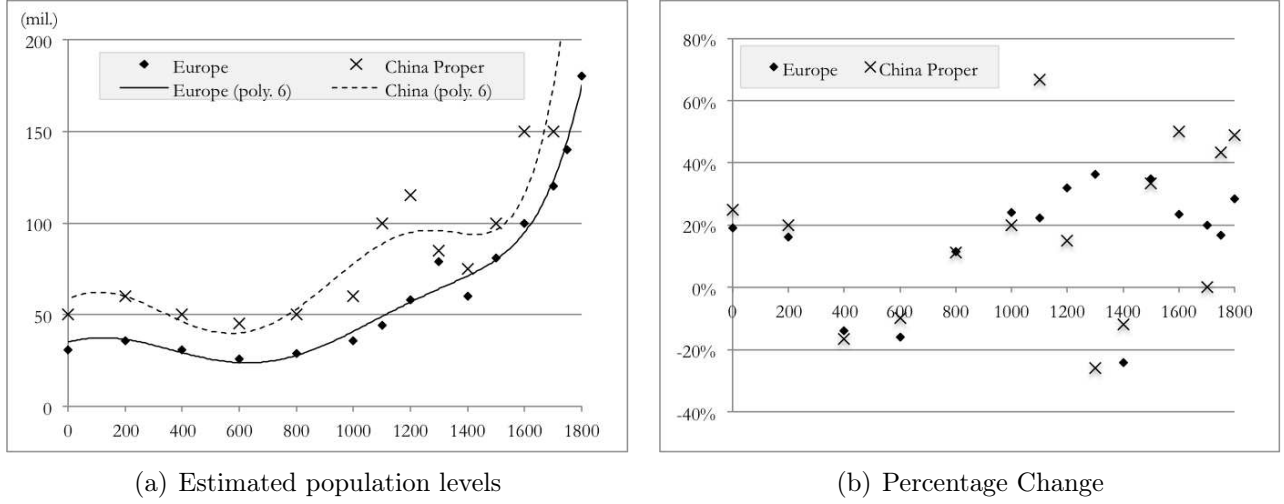 (mil.)
200
150
100
50
0
Europe China Proper
Europe (poly. 6) China (poly. 6)
0 200 400 600 800 1000 1200 1400 1600 1800
(a) Estimated population levels
80%
60%
40%
20%
0%
-20%
-40%
Europe China Proper
0 200 400 600 800 1000 1200 1400 1600 1800
(b) Percentage Change